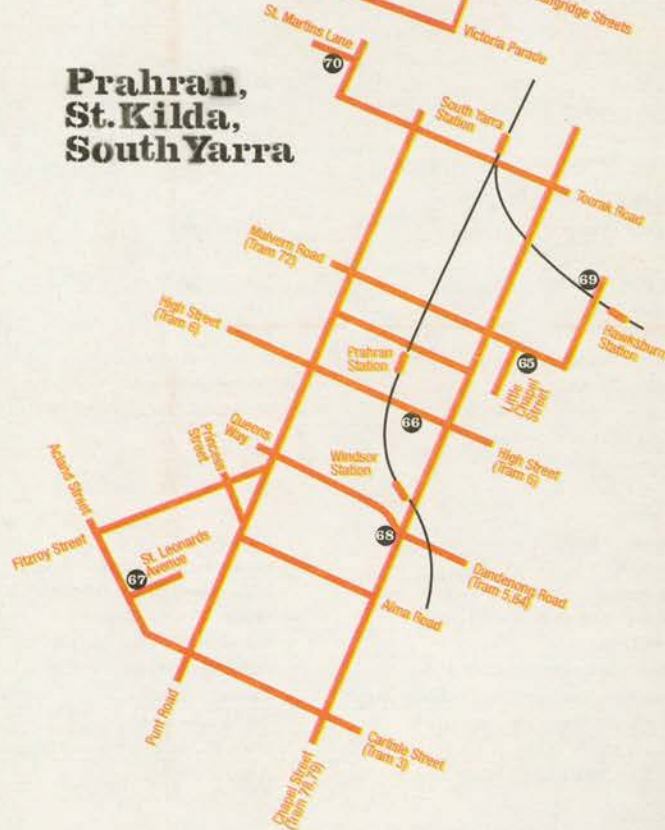 Langridge Streets
Victoria Parade
St. Martins Lane
70
Prahran,
St.Kilda,
South Yarra
South Yarra
Station
Toorak Road
Malvern Road
(Tram 72)
69
Hawksburn
Station
High Street
(Tram 6)
Prahran
Station
65
Little
Chapel
Street
66
High Street
(Tram 6)
Queens
Way
Princess
Street
Windsor
Station
Acland Street
Fitzroy Street
St. Leonards
Avenue
67
68
Dandenong Road
(Tram 5,64)
Alma Road
Punt Road
Carlisle Street
(Tram 3)
Chapel Street
(Tram 78,79)